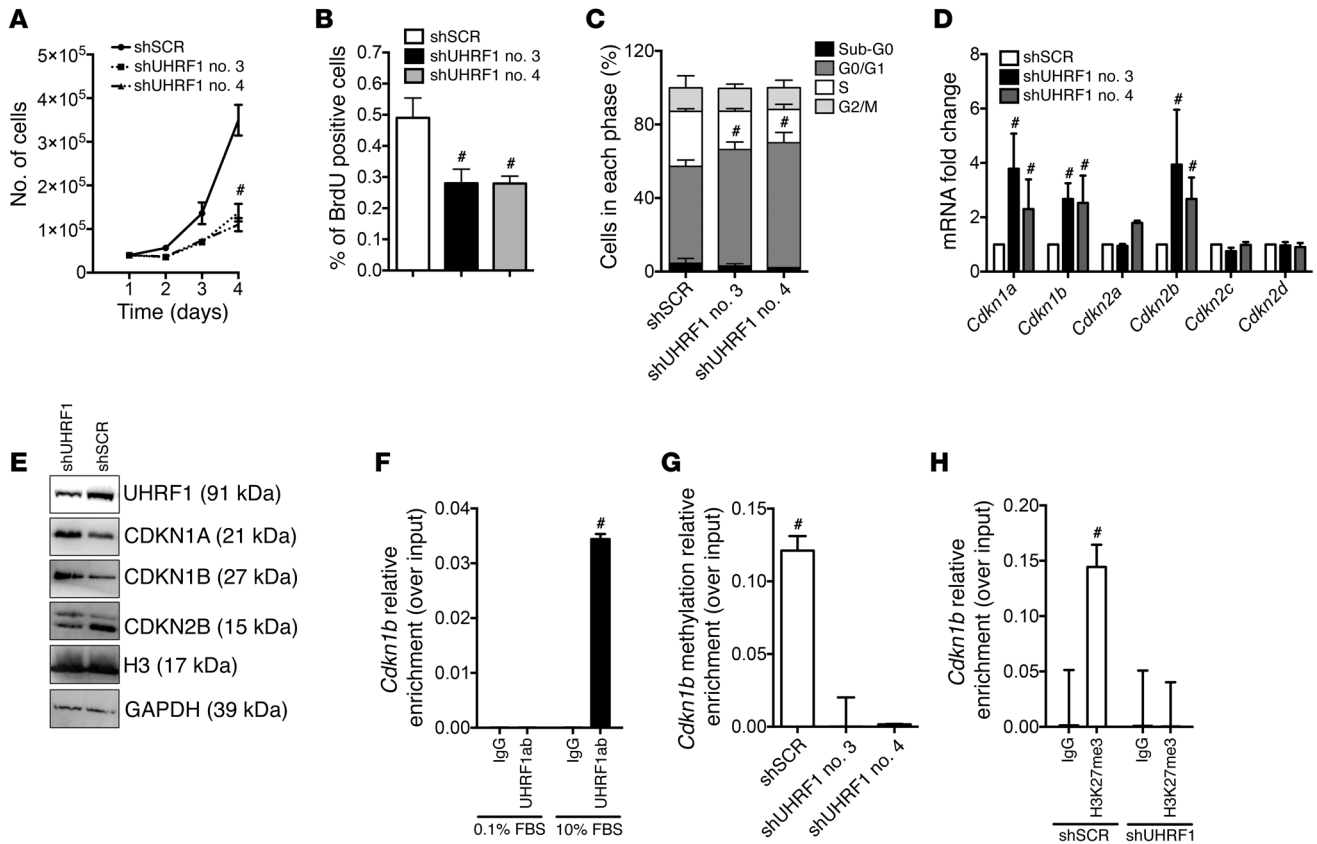 A
shSCR
shUHRF1 no. 3
shUHRF1 no. 4
No. of cells
5×10⁵
4×10⁵
3×10⁵
2×10⁵
1×10⁵
0
#
1 2 3 4
Time (days)
B
shSCR
shUHRF1 no. 3
shUHRF1 no. 4
% of BrdU positive cells
0.7
0.6
0.5
0.4
0.3
0.2
0.1
0.0
# #
C
Cells in each phase (%)
120
80
40
0
# #
Sub-G0
G0/G1
S
G2/M
shSCR
shUHRF1 no. 3
shUHRF1 no. 4
D
shSCR
shUHRF1 no. 3
shUHRF1 no. 4
mRNA fold change
8
6
4
2
0
# # # # # #
Cdkn1a
Cdkn1b
Cdkn2a
Cdkn2b
Cdkn2c
Cdkn2d
E
shUHRF1
shSCR
UHRF1 (91 kDa)
CDKN1A (21 kDa)
CDKN1B (27 kDa)
CDKN2B (15 kDa)
H3 (17 kDa)
GAPDH (39 kDa)
F
Cdkn1b relative
enrichment (over input)
0.04
0.03
0.02
0.01
0.00
#
IgG
UHRF1ab
IgG
UHRF1ab
0.1% FBS
10% FBS
G
Cdkn1b methylation relative
enrichment (over input)
0.15
0.10
0.05
0.00
#
shSCR
shUHRF1 no. 3
shUHRF1 no. 4
H
Cdkn1b relative
enrichment (over input)
0.20
0.15
0.10
0.05
0.00
#
IgG
H3K27me3
IgG
H3K27me3
shSCR
shUHRF1